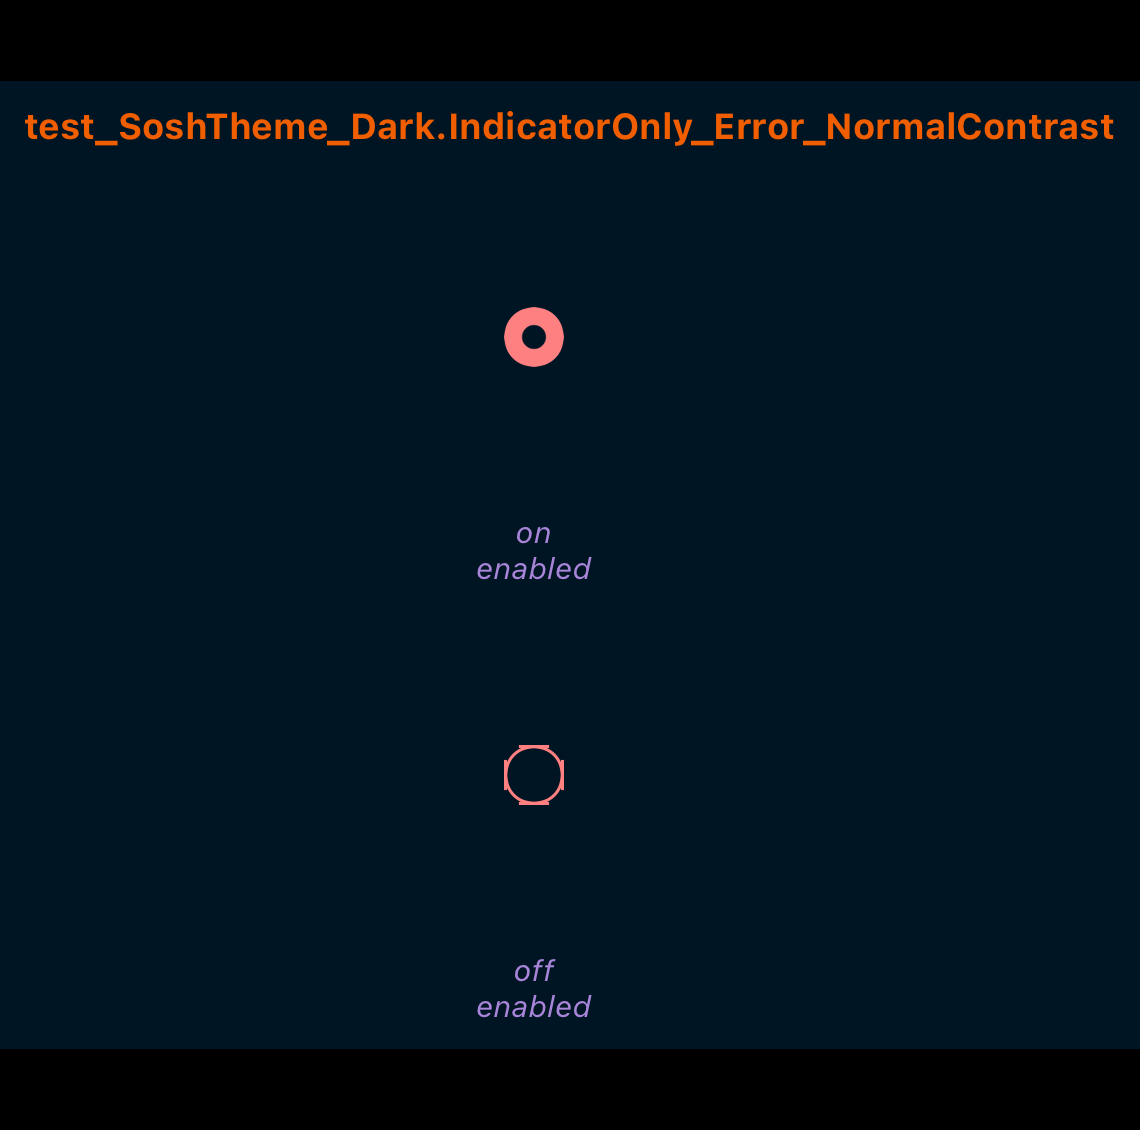 test_SoshTheme_Dark.IndicatorOnly_Error_NormalContrast
on
enabled
off
enabled